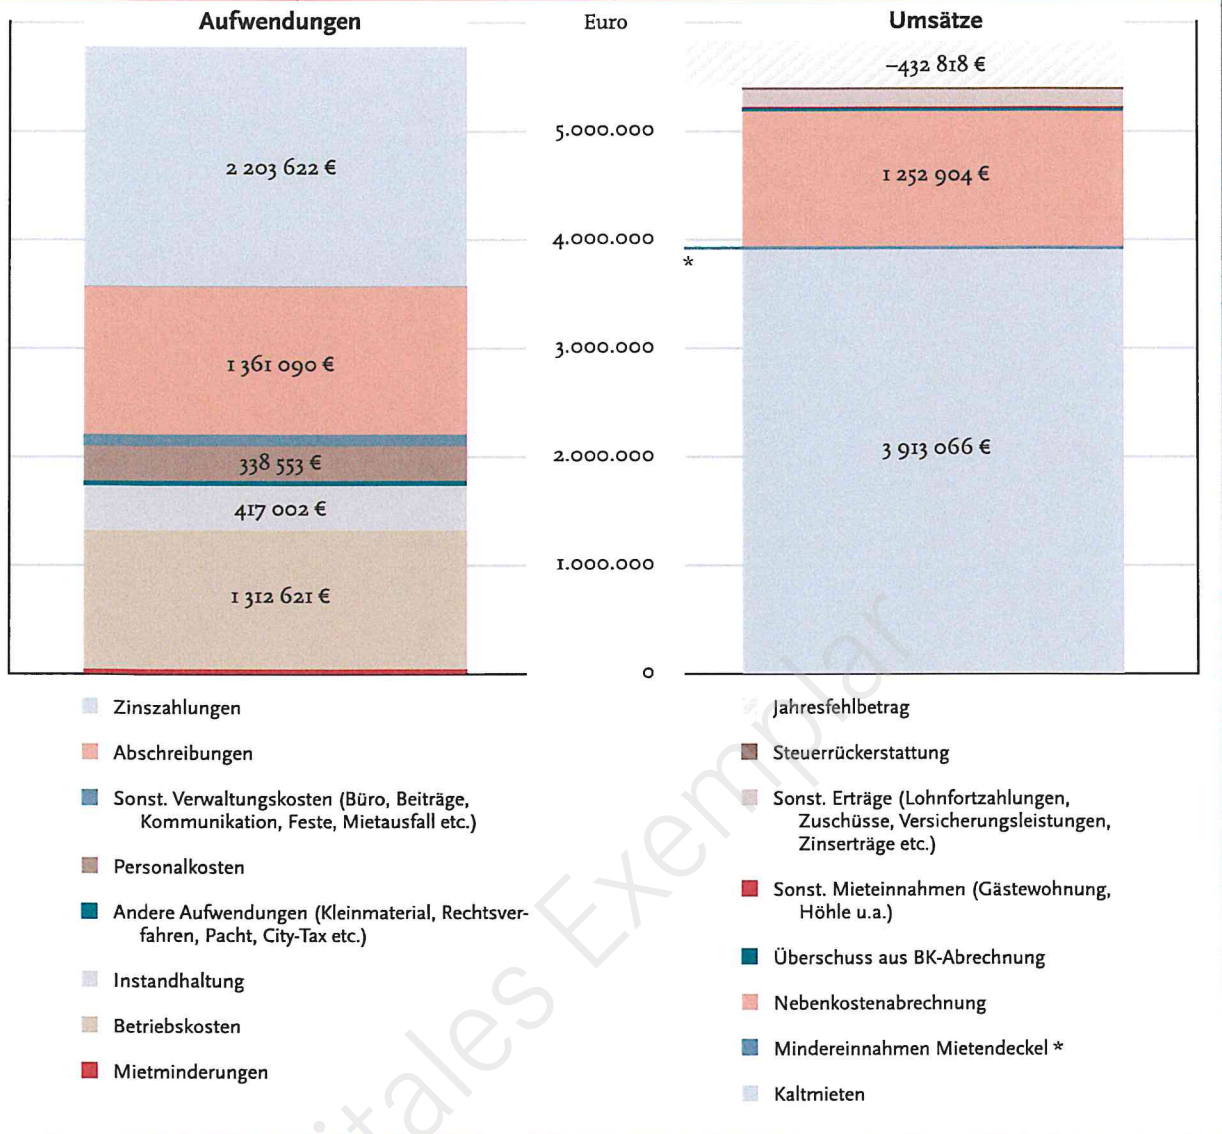 Aufwendungen
Euro
Umsätze
–432 818 €
5.000.000
2 203 622 €
1 252 904 €
4.000.000
*
3.000.000
1 361 090 €
3 913 066 €
2.000.000
338 553 €
417 002 €
1.000.000
1 312 621 €
0
Zinszahlungen
Abschreibungen
Sonst. Verwaltungskosten (Büro, Beiträge,
Kommunikation, Feste, Mietausfall etc.)
Personalkosten
Andere Aufwendungen (Kleinmaterial, Rechtsver-
fahren, Pacht, City-Tax etc.)
Instandhaltung
Betriebskosten
Mietminderungen
Jahresfehlbetrag
Steuerrückerstattung
Sonst. Erträge (Lohnfortzahlungen,
Zuschüsse, Versicherungsleistungen,
Zinserträge etc.)
Sonst. Mieteinnahmen (Gästewohnung,
Höhle u.a.)
Überschuss aus BK-Abrechnung
Nebenkostenabrechnung
Mindereinnahmen Mietendeckel *
Kaltmieten
itales Exemplar